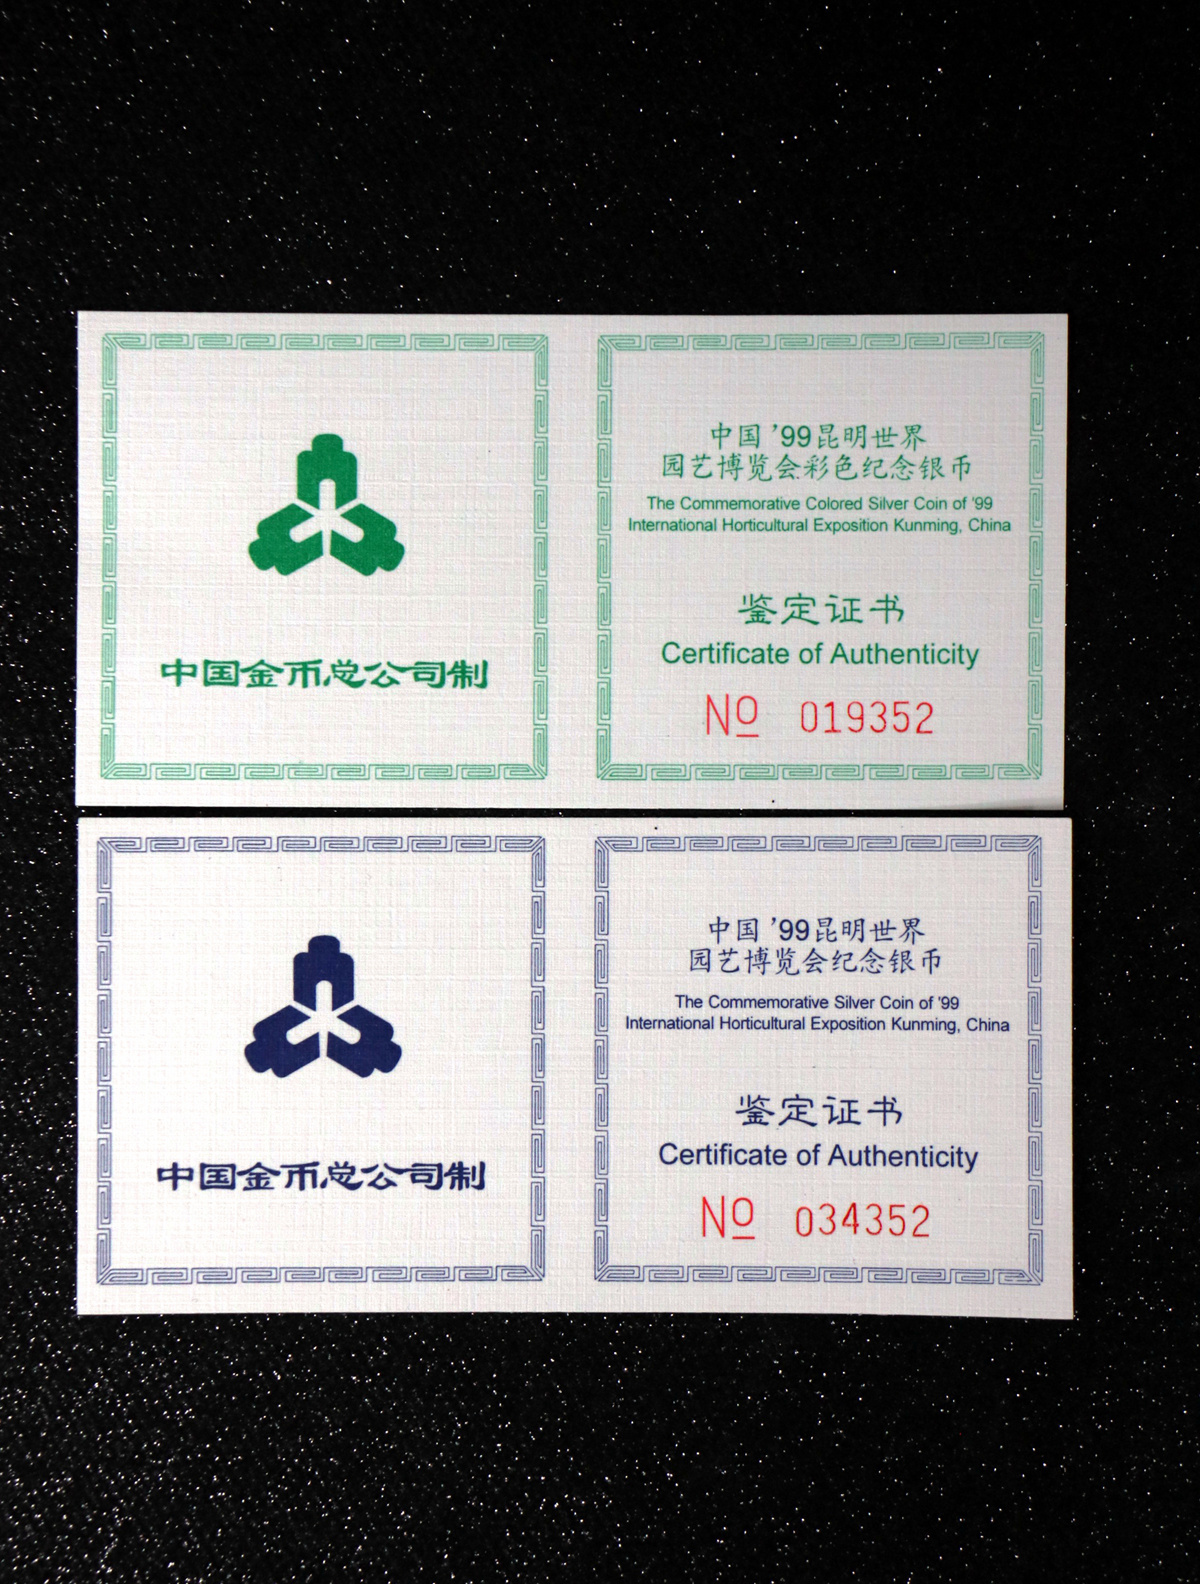 中国金币总公司制
中国 '99昆明世界
园艺博览会彩色纪念银币
The Commemorative Colored Silver Coin of '99
International Horticultural Exposition Kunming, China
鉴定证书
Certificate of Authenticity
No 019352
中国金币总公司制
中国 '99昆明世界
园艺博览会纪念银币
The Commemorative Silver Coin of '99
International Horticultural Exposition Kunming, China
鉴定证书
Certificate of Authenticity
No 034352